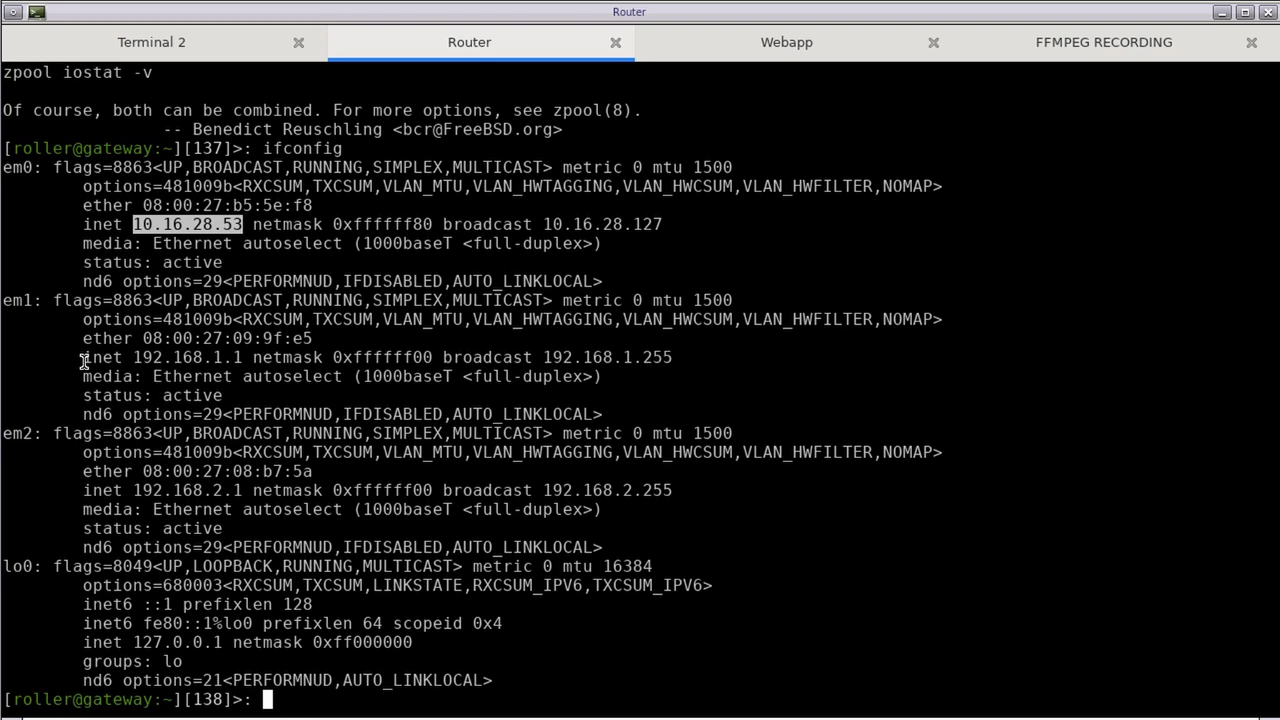 Router
Terminal 2
Router
Webapp
FFMPEG RECORDING
zpool iostat -v
Of course, both can be combined. For more options, see zpool(8).
-- Benedict Reuschling <bcr@FreeBSD.org>
[roller@gateway:~][137]>: ifconfig
em0: flags=8863<UP,BROADCAST,RUNNING,SIMPLEX,MULTICAST> metric 0 mtu 1500
options=481009b<RXCSUM,TXCSUM,VLAN_MTU,VLAN_HWTAGGING,VLAN_HWCSUM,VLAN_HWFILTER,NOMAP>
ether 08:00:27:b5:5e:f8
inet 10.16.28.53 netmask 0xffffff80 broadcast 10.16.28.127
media: Ethernet autoselect (1000baseT <full-duplex>)
status: active
nd6 options=29<PERFORMNUD,IFDISABLED,AUTO_LINKLOCAL>
em1: flags=8863<UP,BROADCAST,RUNNING,SIMPLEX,MULTICAST> metric 0 mtu 1500
options=481009b<RXCSUM,TXCSUM,VLAN_MTU,VLAN_HWTAGGING,VLAN_HWCSUM,VLAN_HWFILTER,NOMAP>
ether 08:00:27:09:9f:e5
inet 192.168.1.1 netmask 0xffffff00 broadcast 192.168.1.255
media: Ethernet autoselect (1000baseT <full-duplex>)
status: active
nd6 options=29<PERFORMNUD,IFDISABLED,AUTO_LINKLOCAL>
em2: flags=8863<UP,BROADCAST,RUNNING,SIMPLEX,MULTICAST> metric 0 mtu 1500
options=481009b<RXCSUM,TXCSUM,VLAN_MTU,VLAN_HWTAGGING,VLAN_HWCSUM,VLAN_HWFILTER,NOMAP>
ether 08:00:27:08:b7:5a
inet 192.168.2.1 netmask 0xffffff00 broadcast 192.168.2.255
media: Ethernet autoselect (1000baseT <full-duplex>)
status: active
nd6 options=29<PERFORMNUD,IFDISABLED,AUTO_LINKLOCAL>
lo0: flags=8049<UP,LOOPBACK,RUNNING,MULTICAST> metric 0 mtu 16384
options=680003<RXCSUM,TXCSUM,LINKSTATE,RXCSUM_IPV6,TXCSUM_IPV6>
inet6 ::1 prefixlen 128
inet6 fe80::1%lo0 prefixlen 64 scopeid 0x4
inet 127.0.0.1 netmask 0xff000000
groups: lo
nd6 options=21<PERFORMNUD,AUTO_LINKLOCAL>
[roller@gateway:~][138]>: